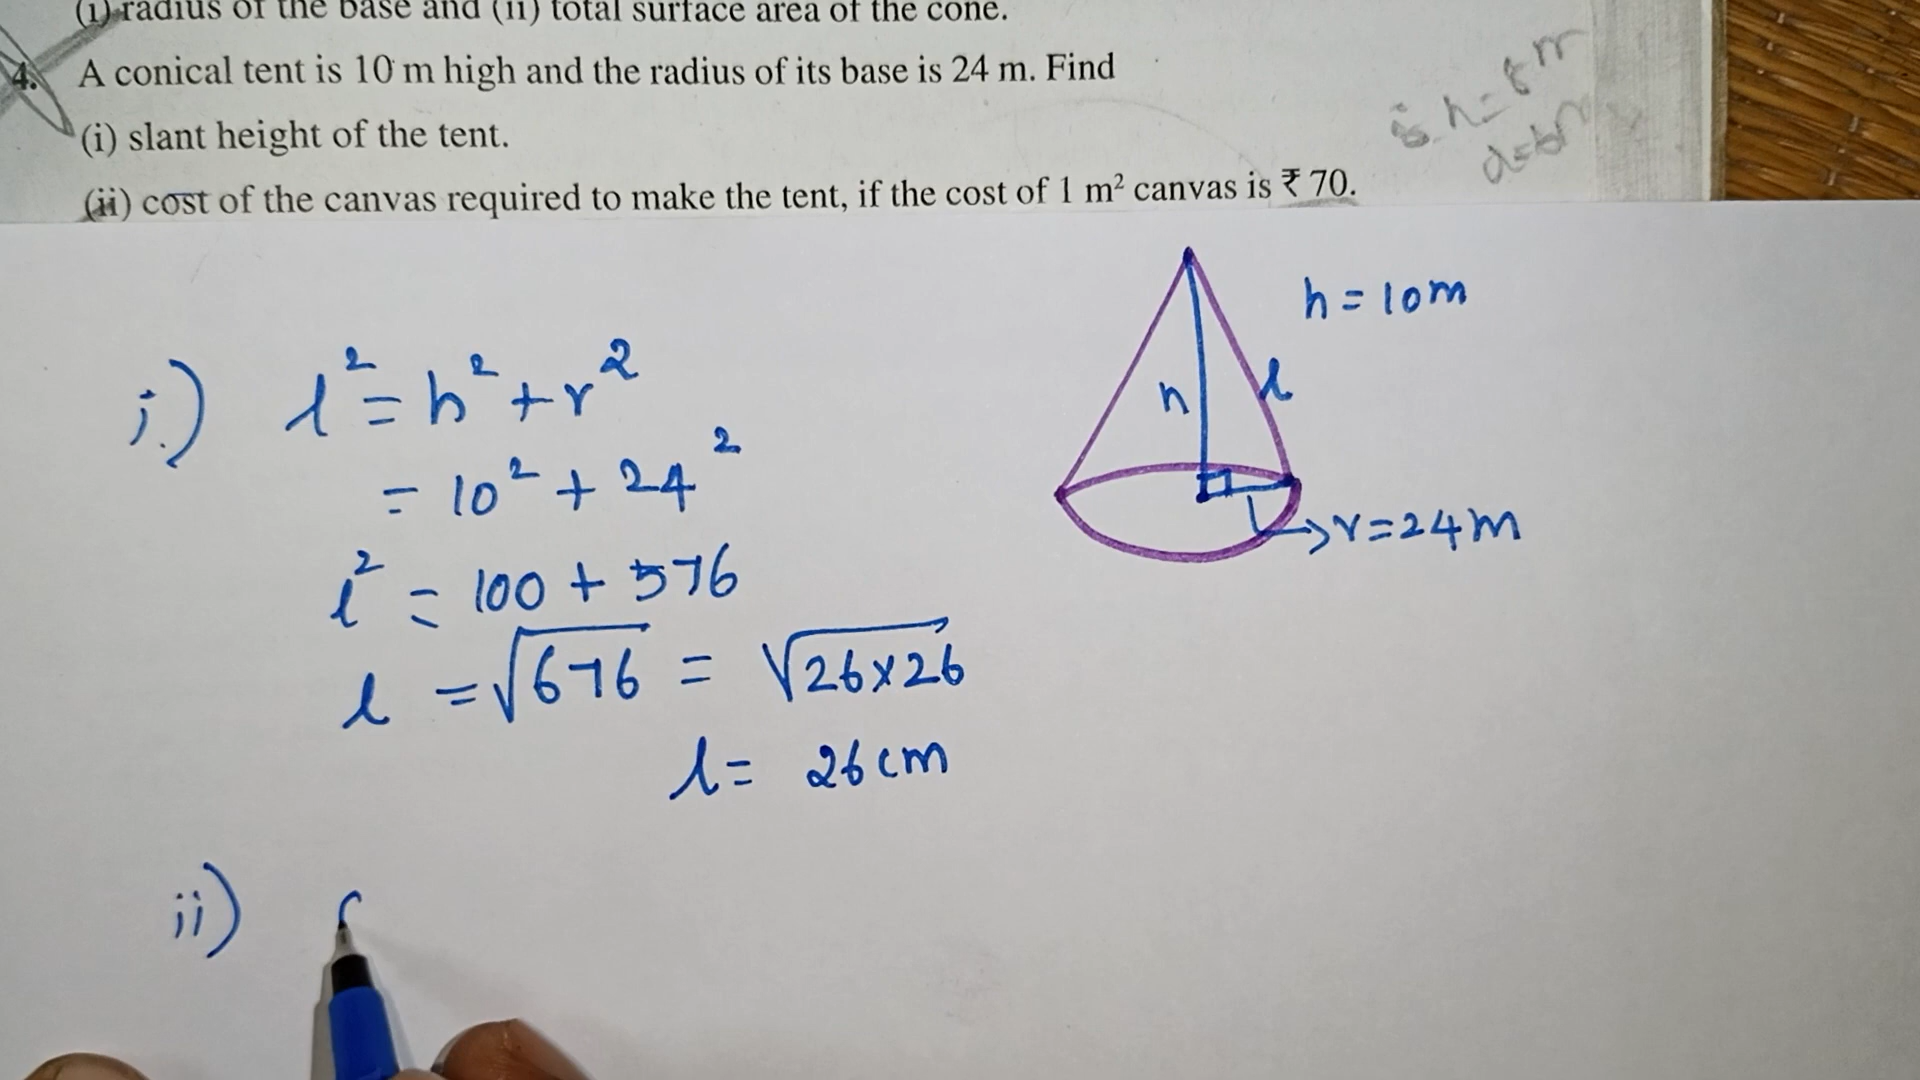 (i) radius of the base and (ii) total surface area of the cone.
4. A conical tent is 10 m high and the radius of its base is 24 m. Find
(i) slant height of the tent.
(ii) cost of the canvas required to make the tent, if the cost of 1 m² canvas is ₹ 70.
h = 10m
h
l
r = 24m
i.) l² = h² + r²
= 10² + 24²
l² = 100 + 576
l = √676 = √26×26
l = 26cm
ii)